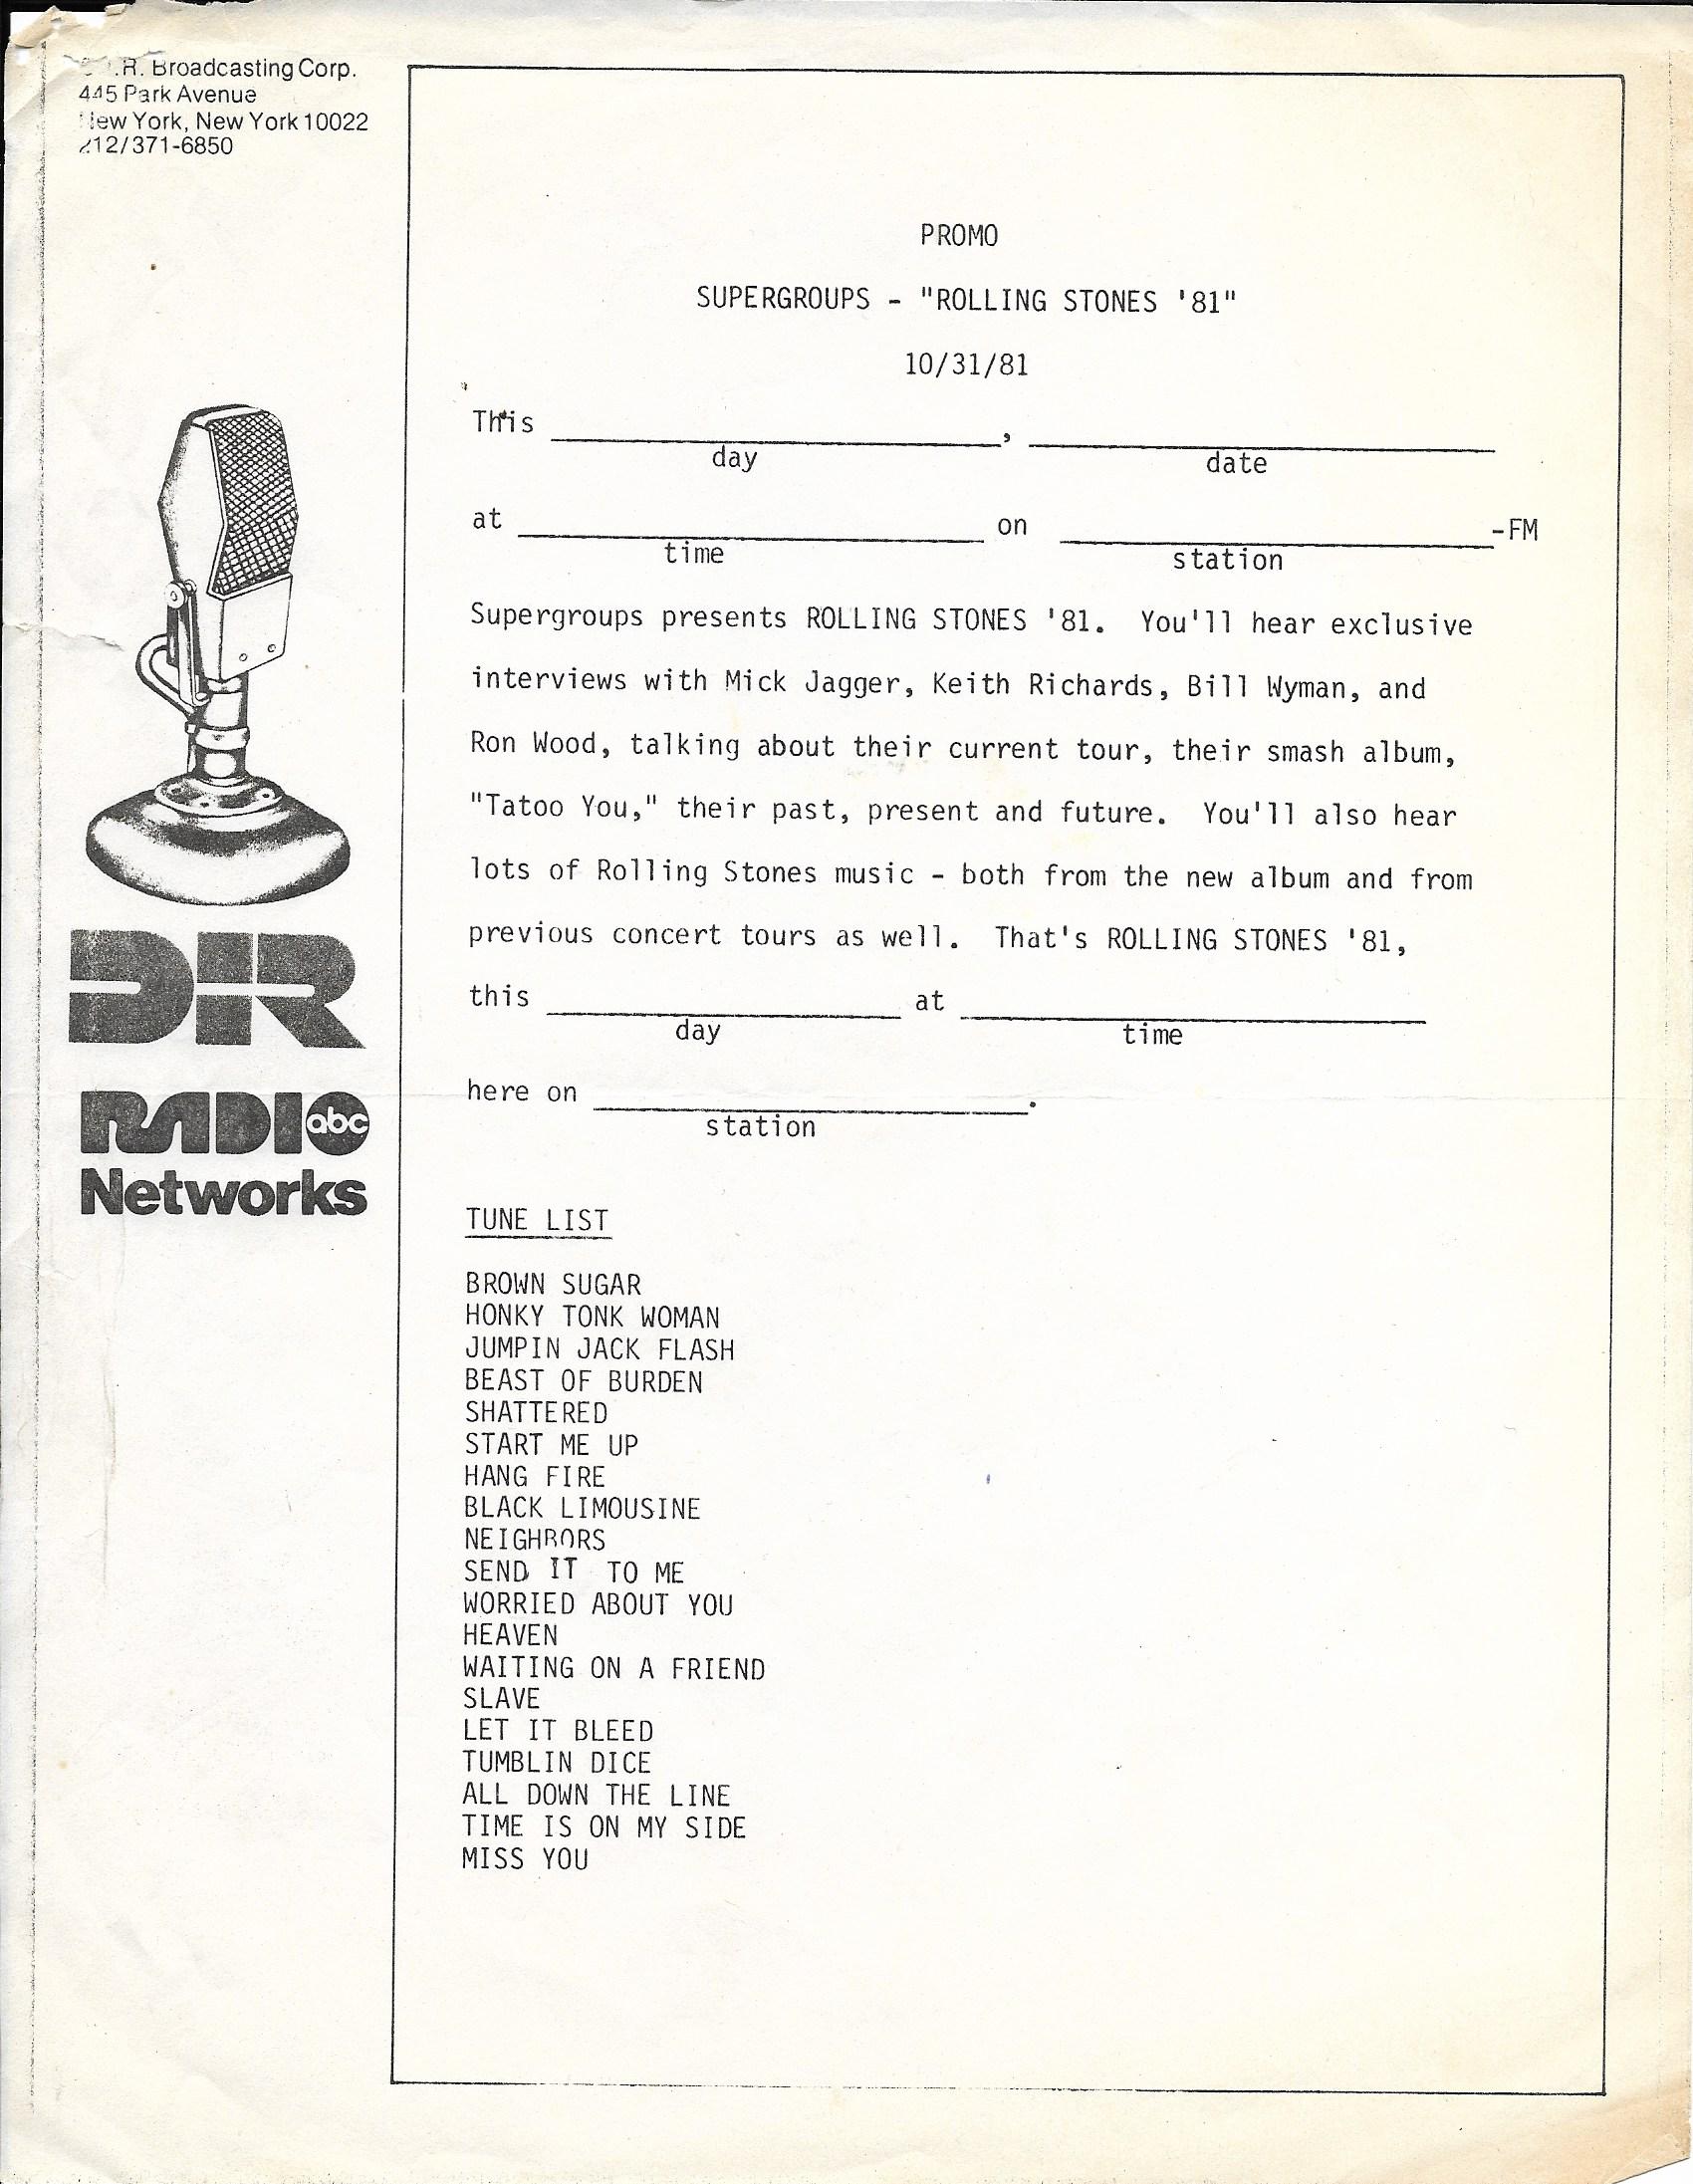 .R. Broadcasting Corp.
445 Park Avenue
New York, New York 10022
212/371-6850
PROMO
SUPERGROUPS - "ROLLING STONES '81"
10/31/81
This ____________, ____________
day date
at ____________ on ____________-FM
time station
Supergroups presents ROLLING STONES '81. You'll hear exclusive
interviews with Mick Jagger, Keith Richards, Bill Wyman, and
Ron Wood, talking about their current tour, their smash album,
"Tatoo You," their past, present and future. You'll also hear
lots of Rolling Stones music - both from the new album and from
previous concert tours as well. That's ROLLING STONES '81,
this ____________ at ____________
day time
here on ____________.
station
DIR
RADIO abc
Networks
TUNE LIST
BROWN SUGAR
HONKY TONK WOMAN
JUMPIN JACK FLASH
BEAST OF BURDEN
SHATTERED
START ME UP
HANG FIRE
BLACK LIMOUSINE
NEIGHBORS
SEND IT TO ME
WORRIED ABOUT YOU
HEAVEN
WAITING ON A FRIEND
SLAVE
LET IT BLEED
TUMBLIN DICE
ALL DOWN THE LINE
TIME IS ON MY SIDE
MISS YOU